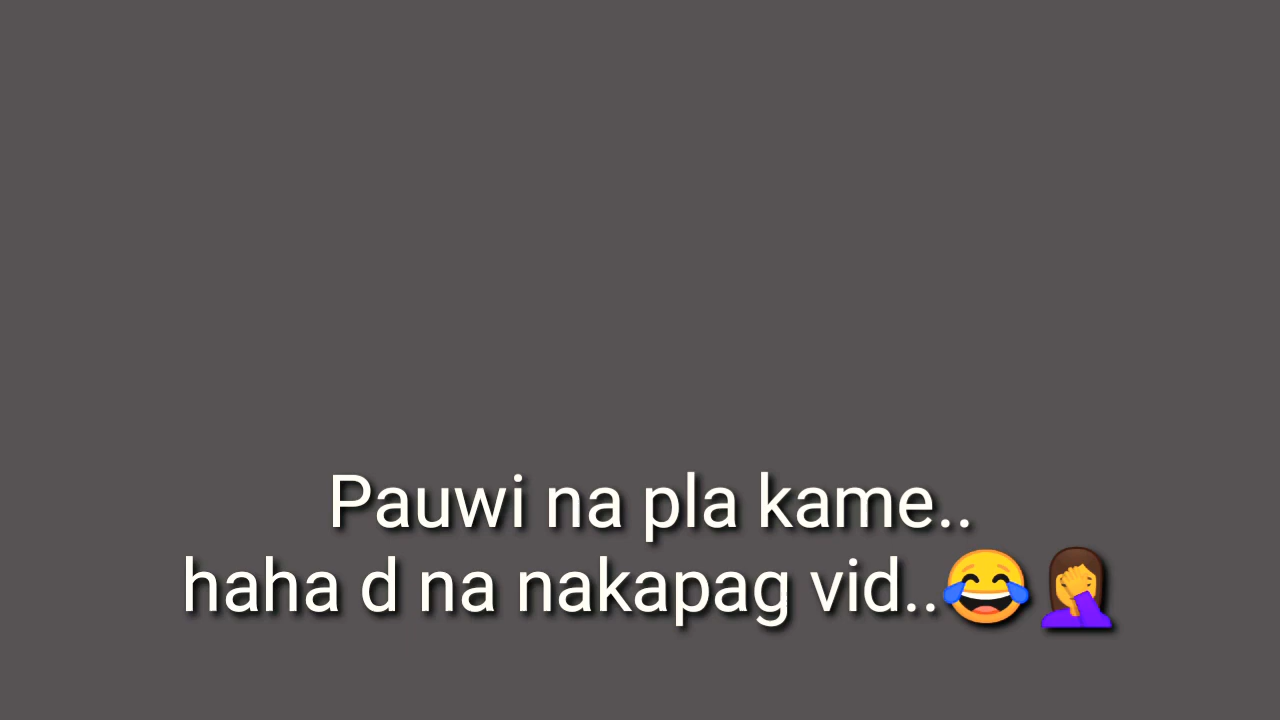 Pauwi na pla kame..
haha d na nakapag vid..😂🤦‍♀️